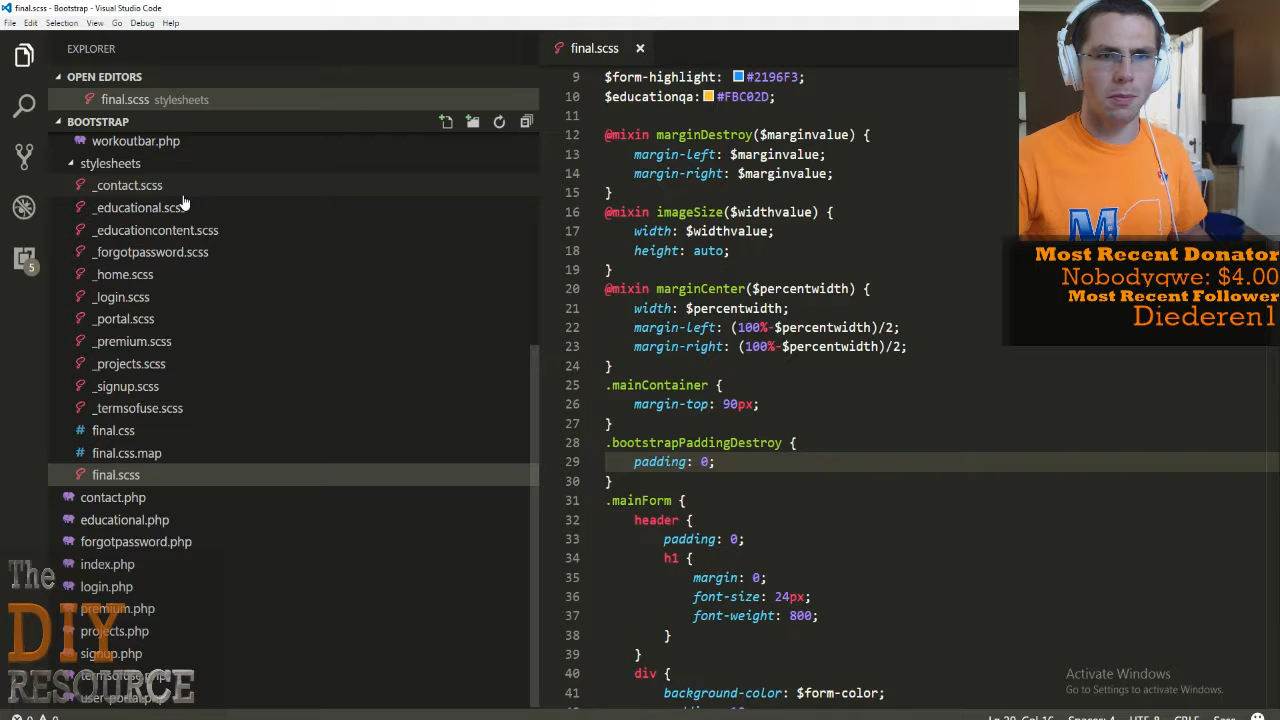 final.scss - Bootstrap - Visual Studio Code
File Edit Selection View Go Debug Help
EXPLORER
OPEN EDITORS
final.scss stylesheets
BOOTSTRAP
workoutbar.php
stylesheets
_contact.scss
_educational.scss
_educationcontent.scss
_forgotpassword.scss
_home.scss
_login.scss
_portal.scss
_premium.scss
_projects.scss
_signup.scss
_termsofuse.scss
final.css
final.css.map
final.scss
contact.php
educational.php
forgotpassword.php
index.php
login.php
premium.php
projects.php
signup.php
termsofuse.php
user-portal.php
5
The
DIY
RESOURCE
final.scss
9 $form-highlight: #2196F3;
10 $educationqa: #FBC02D;
11
12 @mixin marginDestroy($marginvalue) {
13 margin-left: $marginvalue;
14 margin-right: $marginvalue;
15 }
16 @mixin imageSize($widthvalue) {
17 width: $widthvalue;
18 height: auto;
19 }
20 @mixin marginCenter($percentwidth) {
21 width: $percentwidth;
22 margin-left: (100%-$percentwidth)/2;
23 margin-right: (100%-$percentwidth)/2;
24 }
25 .mainContainer {
26 margin-top: 90px;
27 }
28 .bootstrapPaddingDestroy {
29 padding: 0;
30 }
31 .mainForm {
32 header {
33 padding: 0;
34 h1 {
35 margin: 0;
36 font-size: 24px;
37 font-weight: 800;
38 }
39 }
40 div {
41 background-color: $form-color;
M
Most Recent Donator
Nobodyqwe: $4.00
Most Recent Follower
Diederen1
Activate Windows
Go to Settings to activate Windows.